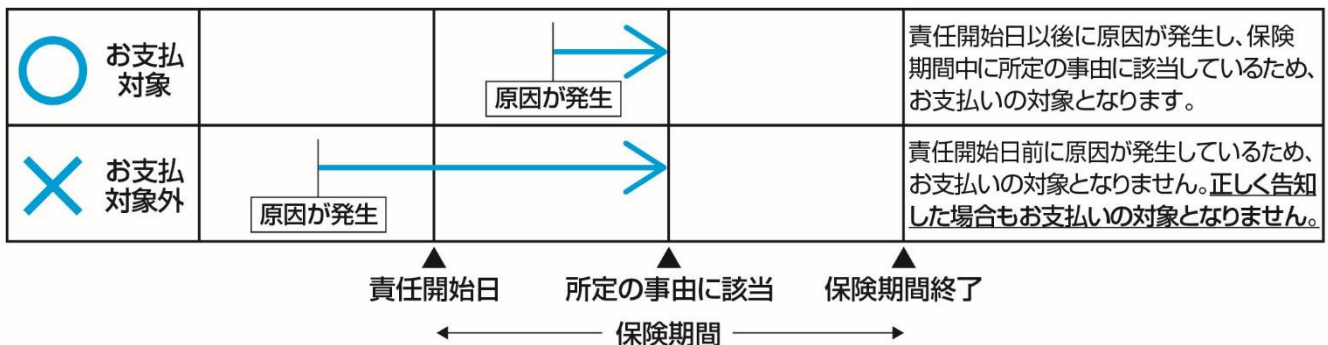 お支払
対象
原因が発生
責任開始日以後に原因が発生し、保険
期間中に所定の事由に該当しているため、
お支払いの対象となります。
お支払
対象外
原因が発生
責任開始日前に原因が発生しているため、
お支払いの対象となりません。正しく告知
した場合もお支払いの対象となりません。
責任開始日
所定の事由に該当
保険期間終了
保険期間